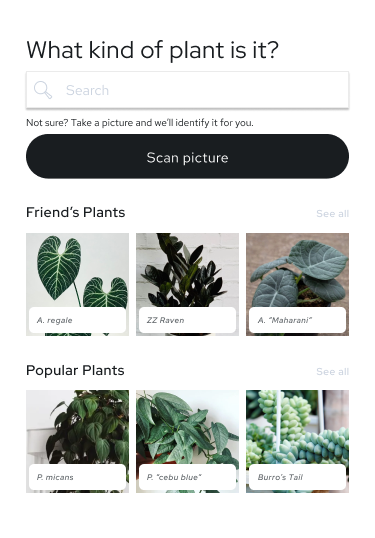 What kind of plant is it?
Search
Not sure? Take a picture and we’ll identify it for you.
Scan picture
Friend’s Plants
See all
A. regale
ZZ Raven
A. "Maharani"
Popular Plants
See all
P. micans
P. "cebu blue"
Burro's Tail